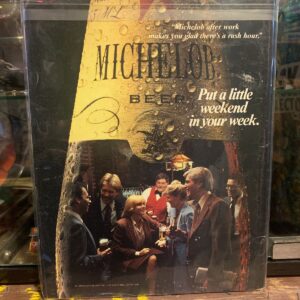 "Michelob after work
makes you glad there's a rush hour."
MICHELOB
BEER
Put a little
weekend
in your week.